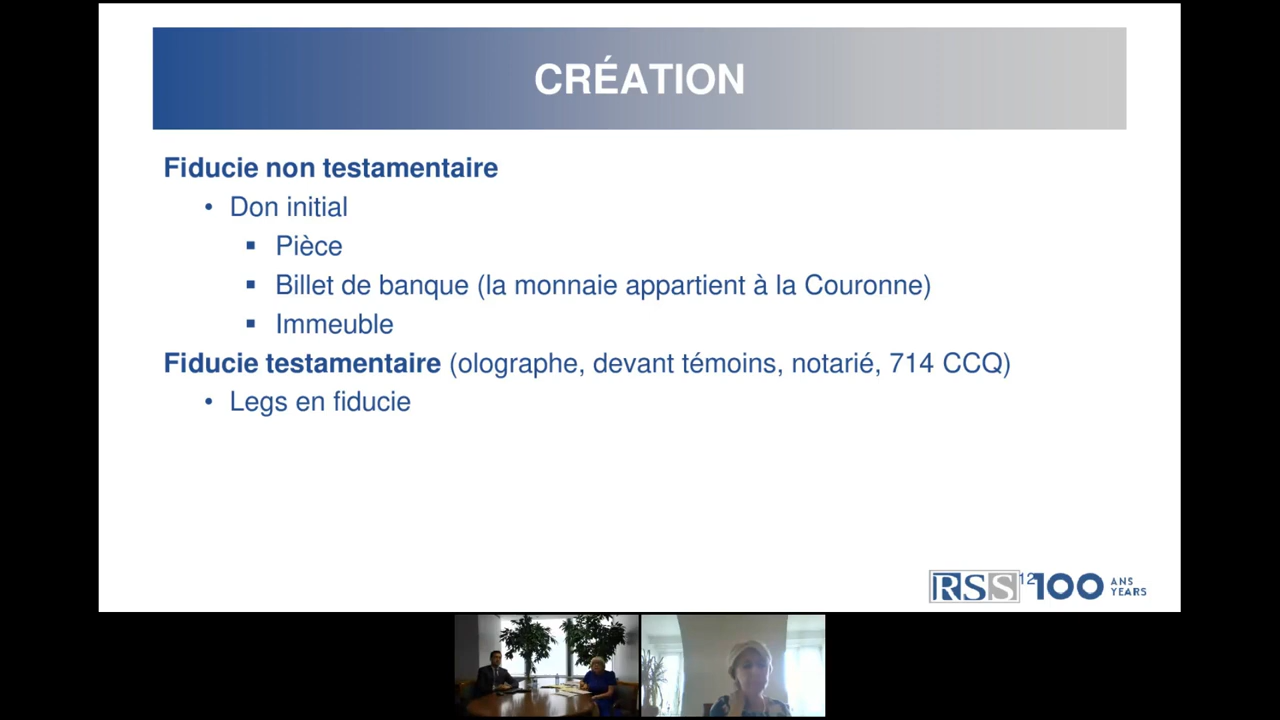 CRÉATION
Fiducie non testamentaire
• Don initial
▪ Pièce
▪ Billet de banque (la monnaie appartient à la Couronne)
▪ Immeuble
Fiducie testamentaire (olographe, devant témoins, notarié, 714 CCQ)
• Legs en fiducie
RSS 12 100 ANS
YEARS